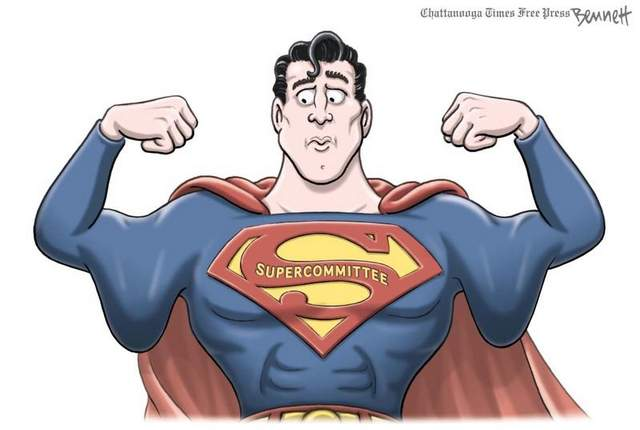 Chattanooga Times Free Press Bennett
SUPERCOMMITTEE